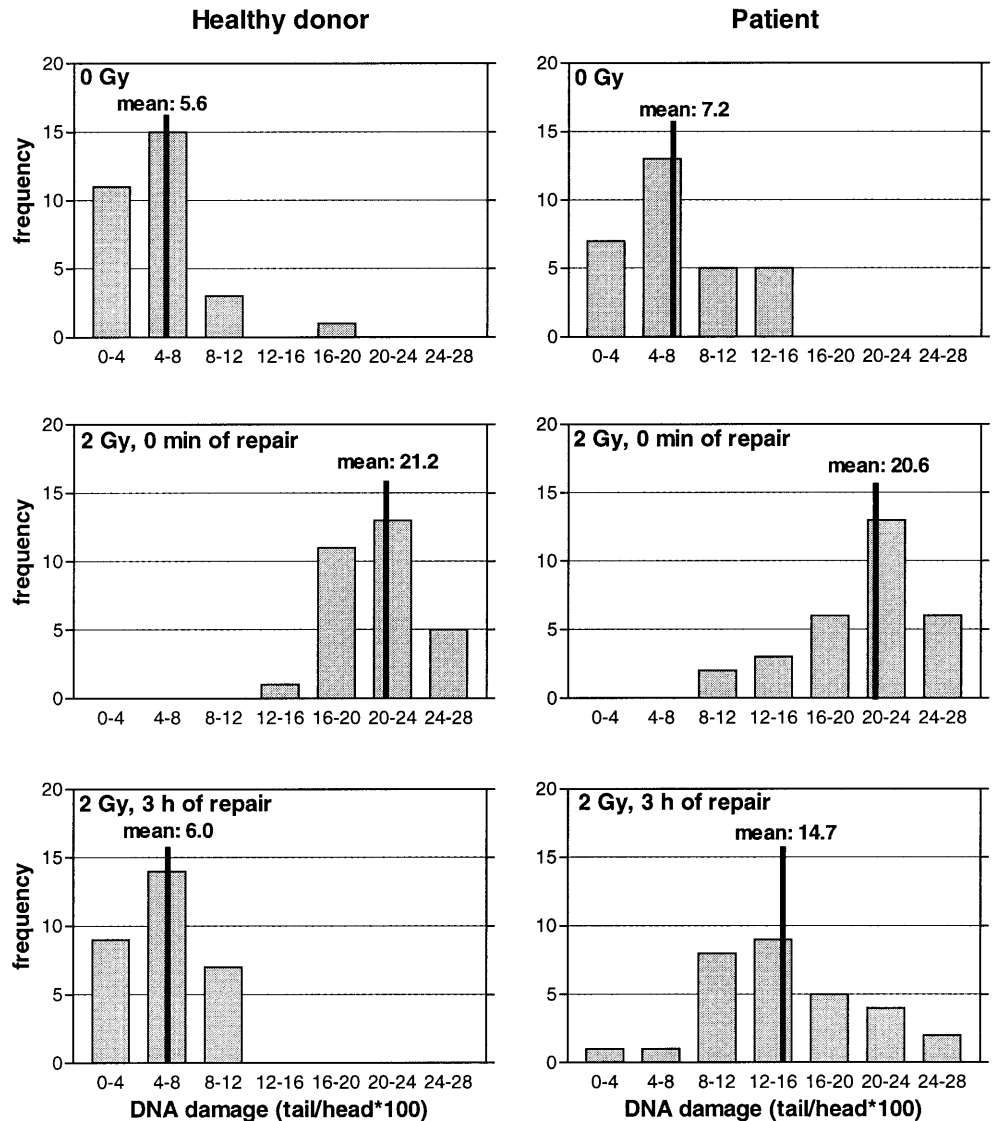 Healthy donor
Patient
0 Gy
mean: 5.6
frequency
20
15
10
5
0
0-4 4-8 8-12 12-16 16-20 20-24 24-28
0 Gy
mean: 7.2
20
15
10
5
0
0-4 4-8 8-12 12-16 16-20 20-24 24-28
2 Gy, 0 min of repair
mean: 21.2
frequency
20
15
10
5
0
0-4 4-8 8-12 12-16 16-20 20-24 24-28
2 Gy, 0 min of repair
mean: 20.6
20
15
10
5
0
0-4 4-8 8-12 12-16 16-20 20-24 24-28
2 Gy, 3 h of repair
mean: 6.0
frequency
20
15
10
5
0
0-4 4-8 8-12 12-16 16-20 20-24 24-28
DNA damage (tail/head*100)
2 Gy, 3 h of repair
mean: 14.7
20
15
10
5
0
0-4 4-8 8-12 12-16 16-20 20-24 24-28
DNA damage (tail/head*100)